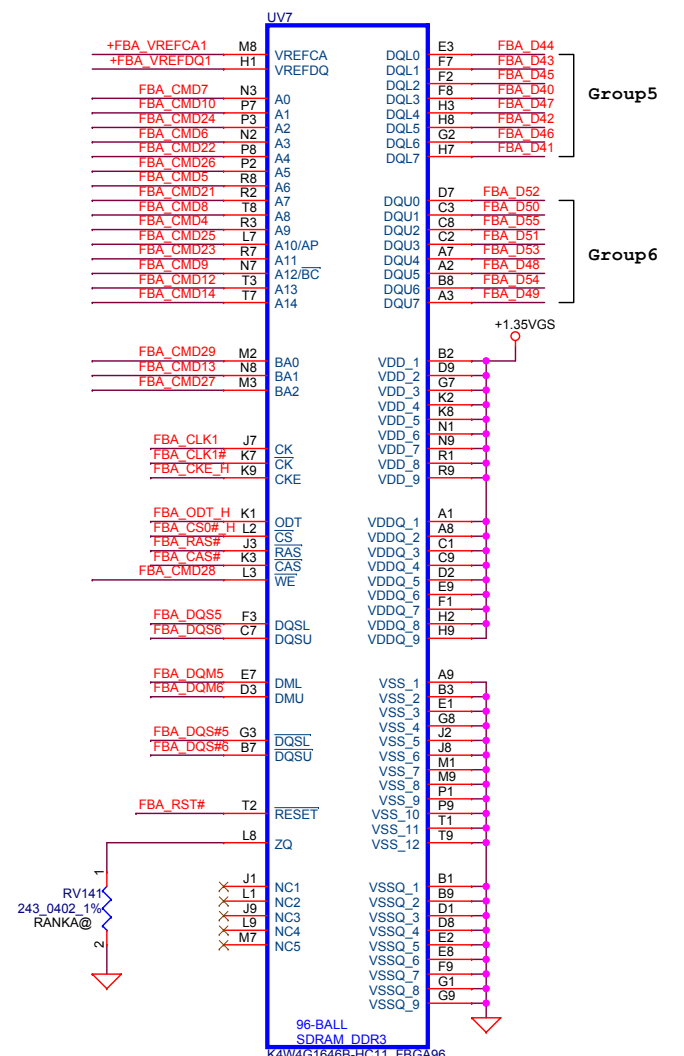 UV7
+FBA_VREFCA1 M8 VREFCA DQL0 E3 FBA_D44
+FBA_VREFDQ1 H1 VREFDQ DQL1 F7 FBA_D43
DQL2 F2 FBA_D45
FBA_CMD7 N3 A0 DQL3 F8 FBA_D40
Group5
FBA_CMD10 P7 A1 DQL4 H3 FBA_D47
FBA_CMD24 P3 A2 DQL5 H8 FBA_D42
FBA_CMD6 N2 A3 DQL6 G2 FBA_D46
FBA_CMD22 P8 A4 DQL7 H7 FBA_D41
FBA_CMD26 P2 A5
FBA_CMD5 R8 A6
FBA_CMD21 R2 A7 DQU0 D7 FBA_D52
FBA_CMD8 T8 A8 DQU1 C3 FBA_D50
FBA_CMD4 R3 A9 DQU2 C8 FBA_D55
FBA_CMD25 L7 A10/AP DQU3 C2 FBA_D51
Group6
FBA_CMD23 R7 A11 DQU4 A7 FBA_D53
FBA_CMD9 N7 A12/BC DQU5 A2 FBA_D48
FBA_CMD12 T3 A13 DQU6 B8 FBA_D54
FBA_CMD14 T7 A14 DQU7 A3 FBA_D49
+1.35VGS
FBA_CMD29 M2 BA0 VDD_1 B2
FBA_CMD13 N8 BA1 VDD_2 D9
FBA_CMD27 M3 BA2 VDD_3 G7
VDD_4 K2
VDD_5 K8
VDD_6 N1
FBA_CLK1 J7 CK VDD_7 N9
FBA_CLK1# K7 CK VDD_8 R1
FBA_CKE_H K9 CKE VDD_9 R9
FBA_ODT_H K1 ODT VDDQ_1 A1
FBA_CS0#_H L2 CS VDDQ_2 A8
FBA_RAS# J3 RAS VDDQ_3 C1
FBA_CAS# K3 CAS VDDQ_4 C9
FBA_CMD28 L3 WE VDDQ_5 D2
VDDQ_6 E9
VDDQ_7 F1
FBA_DQS5 F3 DQSL VDDQ_8 H2
FBA_DQS6 C7 DQSU VDDQ_9 H9
FBA_DQM5 E7 DML VSS_1 A9
FBA_DQM6 D3 DMU VSS_2 B3
VSS_3 E1
VSS_4 G8
FBA_DQS#5 G3 DQSL VSS_5 J2
FBA_DQS#6 B7 DQSU VSS_6 J8
VSS_7 M1
VSS_8 M9
VSS_9 P1
FBA_RST# T2 RESET VSS_10 P9
VSS_11 T1
L8 ZQ VSS_12 T9
1
J1 NC1 VSSQ_1 B1
RV141
L1 NC2 VSSQ_2 B9
243_0402_1%
J9 NC3 VSSQ_3 D1
RANKA@
L9 NC4 VSSQ_4 D8
2
M7 NC5 VSSQ_5 E2
VSSQ_6 E8
VSSQ_7 F9
VSSQ_8 G1
VSSQ_9 G9
96-BALL
SDRAM DDR3
K4W4G1646B-HC11_FBGA96